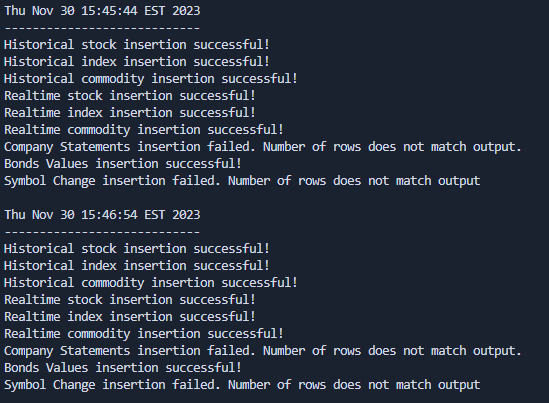 Thu Nov 30 15:45:44 EST 2023
----------------------------
Historical stock insertion successful!
Historical index insertion successful!
Historical commodity insertion successful!
Realtime stock insertion successful!
Realtime index insertion successful!
Realtime commodity insertion successful!
Company Statements insertion failed. Number of rows does not match output.
Bonds Values insertion successful!
Symbol Change insertion failed. Number of rows does not match output

Thu Nov 30 15:46:54 EST 2023
----------------------------
Historical stock insertion successful!
Historical index insertion successful!
Historical commodity insertion successful!
Realtime stock insertion successful!
Realtime index insertion successful!
Realtime commodity insertion successful!
Company Statements insertion failed. Number of rows does not match output.
Bonds Values insertion successful!
Symbol Change insertion failed. Number of rows does not match output